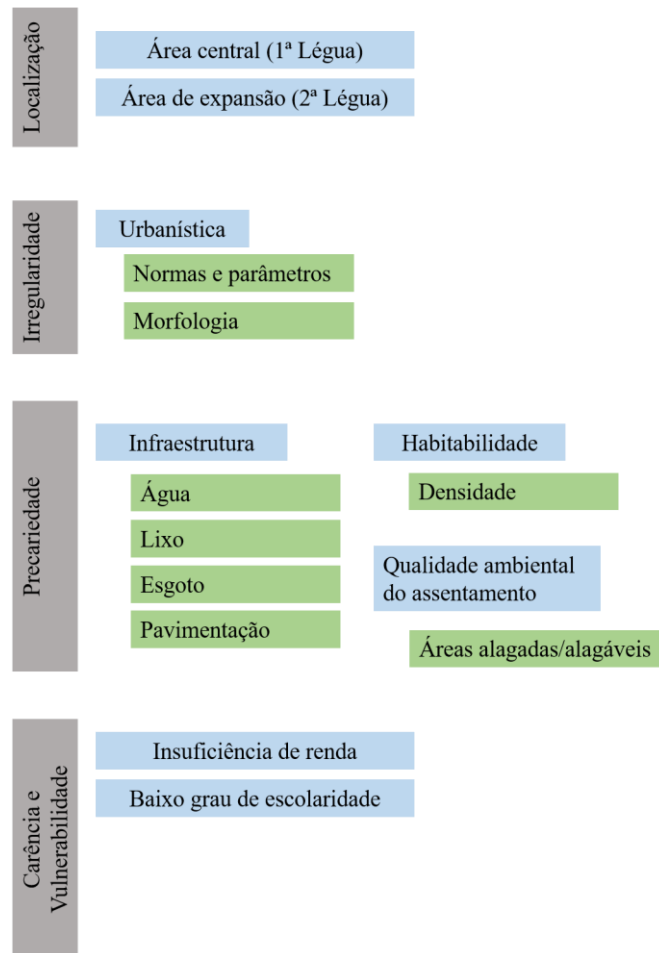 Localização
Área central (1ª Légua)
Área de expansão (2ª Légua)
Irregularidade
Urbanística
Normas e parâmetros
Morfologia
Precariedade
Infraestrutura
Água
Lixo
Esgoto
Pavimentação
Habitabilidade
Densidade
Qualidade ambiental
do assentamento
Áreas alagadas/alagáveis
Carência e
Vulnerabilidade
Insuficiência de renda
Baixo grau de escolaridade